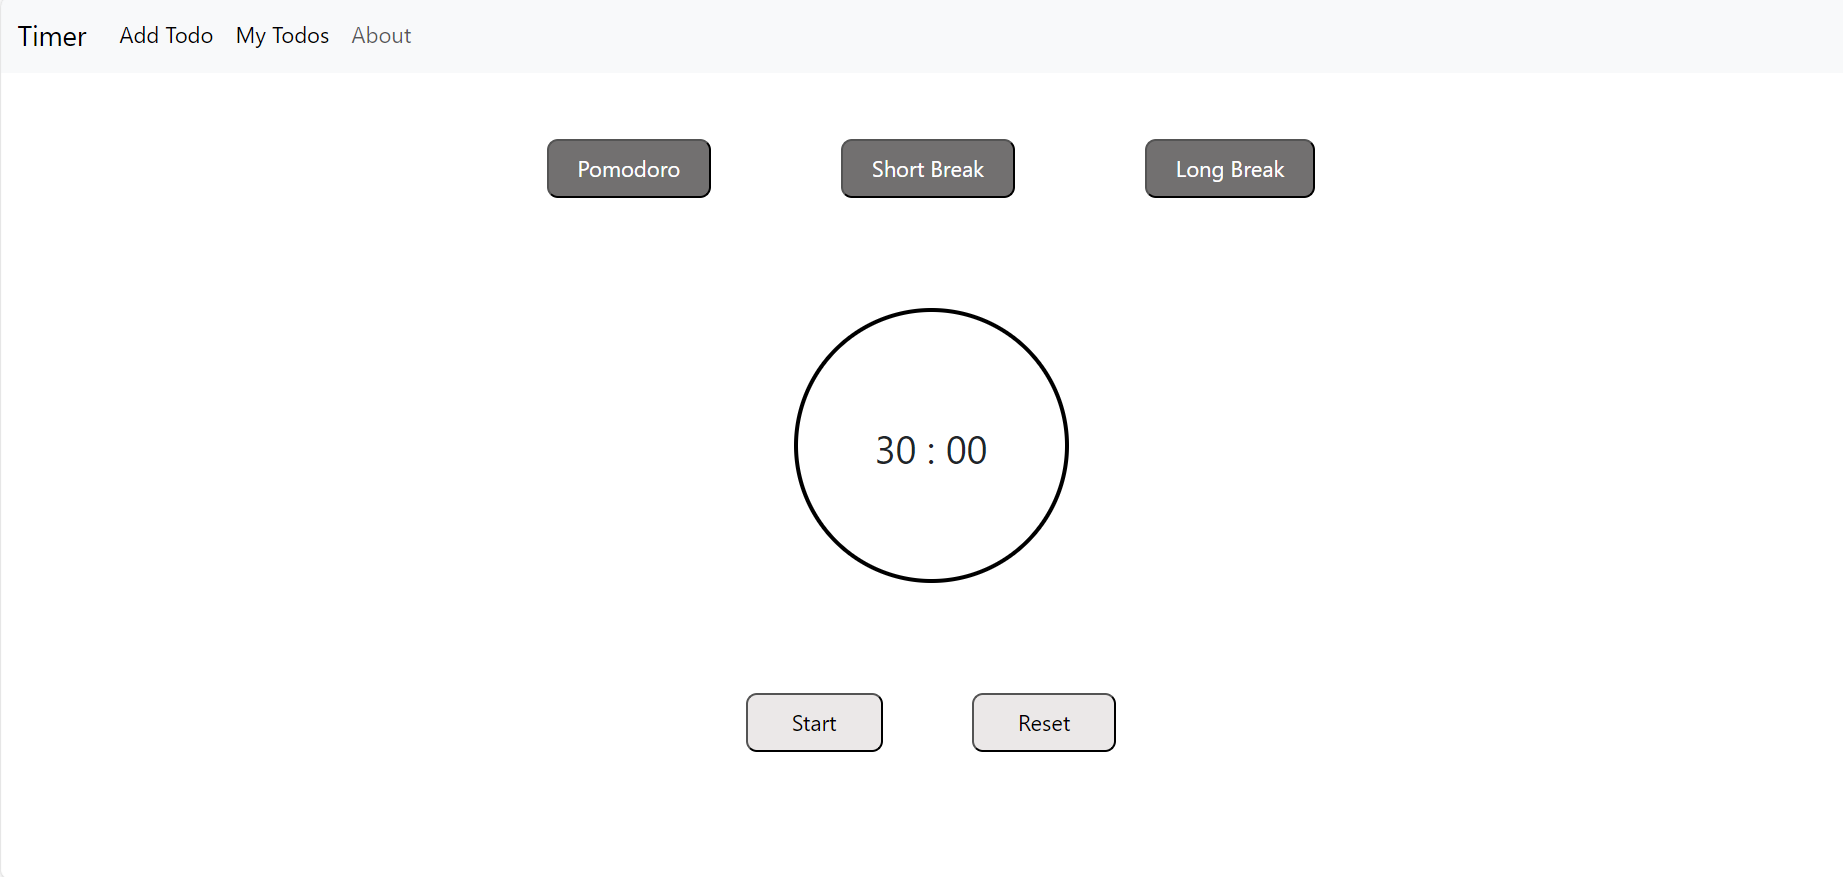 Timer Add Todo My Todos About
Pomodoro Short Break Long Break
30 : 00
Start Reset